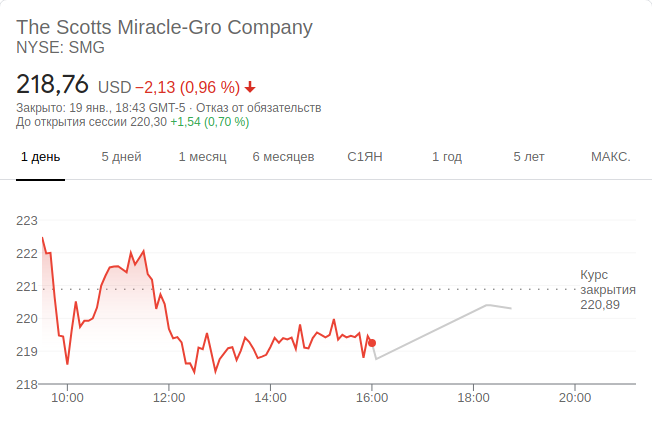 The Scotts Miracle-Gro Company
NYSE: SMG
218,76 USD −2,13 (0,96 %)
Закрыто: 19 янв., 18:43 GMT-5 · Отказ от обязательств
До открытия сессии 220,30 +1,54 (0,70 %)
1 день 5 дней 1 месяц 6 месяцев С1ЯН 1 год 5 лет МАКС.
223
222
221
220
219
218
Курс
закрытия
220,89
10:00 12:00 14:00 16:00 18:00 20:00